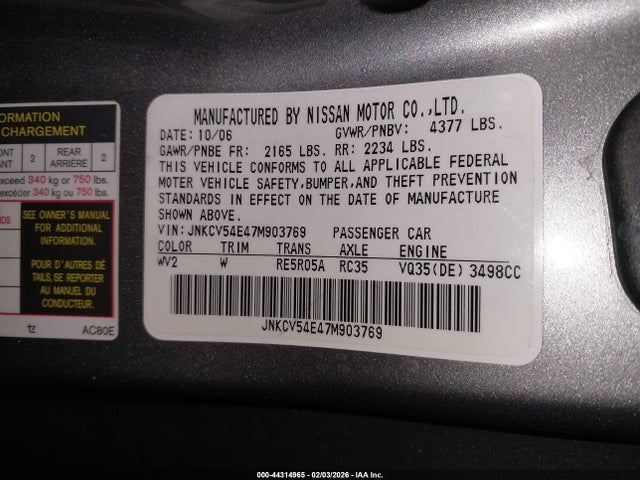 FORMATION
CHARGEMENT
ONT
ANT
2
REAR
ARRIÈRE
2
exceed 340 kg or 750 lbs.
excéder 340 kg ou 750 lbs.
SEE OWNER'S MANUAL
FOR ADDITIONAL
INFORMATION.
POUR D'AUTRES DÉ
TAILS, SE REPORTER
AU MANUEL DU
CONDUCTEUR.
AC80E
MANUFACTURED BY NISSAN MOTOR CO.,LTD.
DATE: 10/06 GVWR/PNBV: 4377 LBS.
GAWR/PNBE FR: 2165 LBS. RR: 2234 LBS.
THIS VEHICLE CONFORMS TO ALL APPLICABLE FEDERAL
MOTER VEHICLE SAFETY,BUMPER,AND THEFT PREVENTION
STANDARDS IN EFFECT ON THE DATE OF MANUFACTURE
SHOWN ABOVE.
VIN: JNKCV54E47M903769 PASSENGER CAR
COLOR TRIM TRANS AXLE ENGINE
WV2 W RE5R05A RC35 VQ35(DE) 3498CC
JNKCV54E47M903769
000-44314965 - 02/03/2026 - IAA Inc.